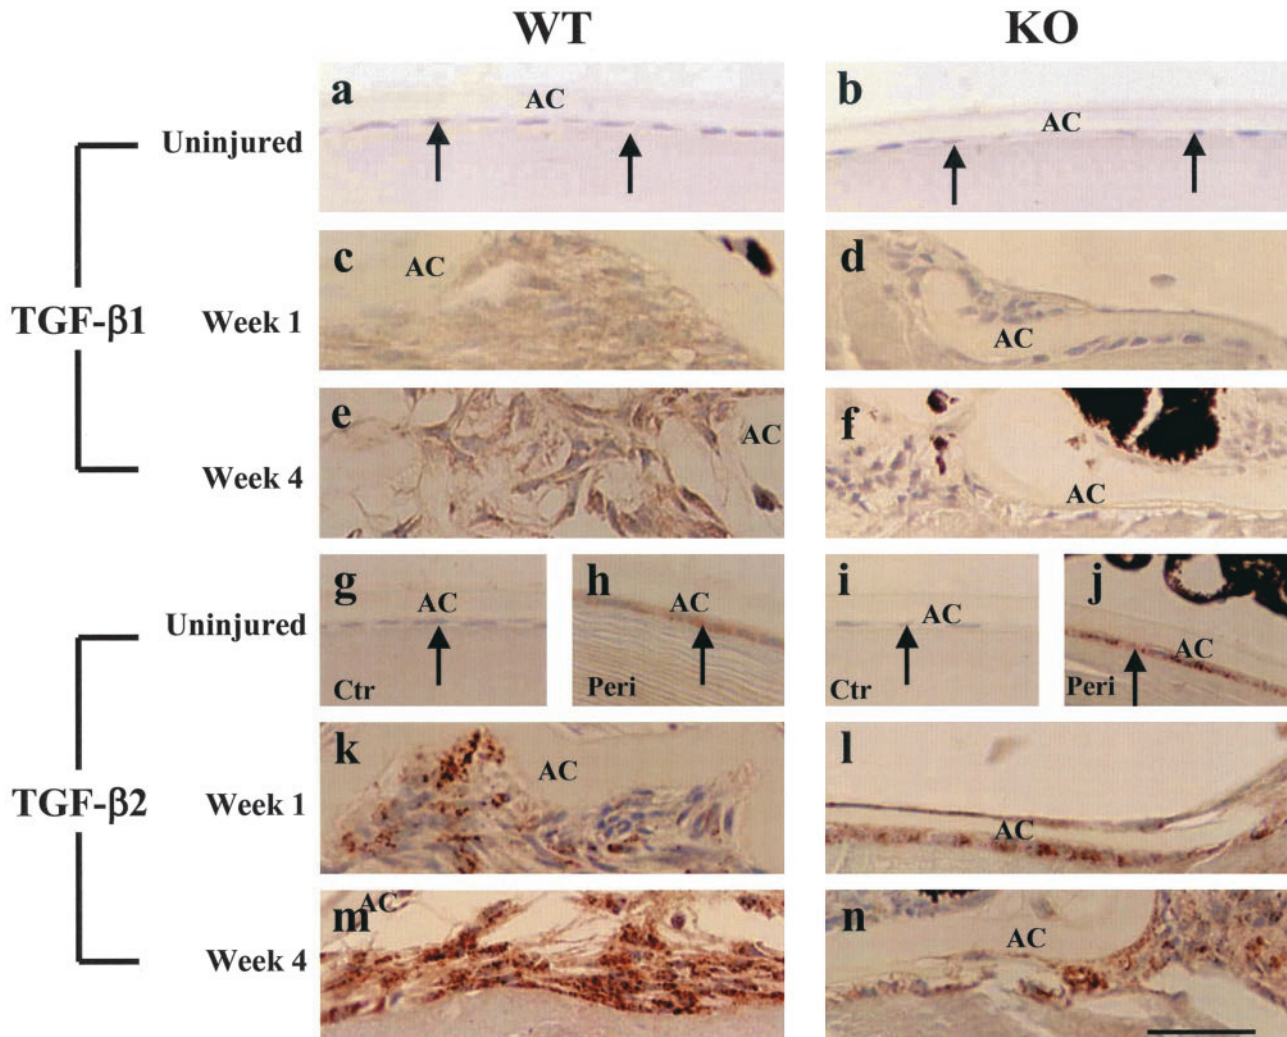 WT KO
a AC b AC
Uninjured
c AC d AC
TGF-β1 Week 1
e AC f AC
Week 4
g AC h AC i AC j AC
Uninjured
Ctr Peri Ctr Peri
k AC l AC
TGF-β2 Week 1
m AC n AC
Week 4